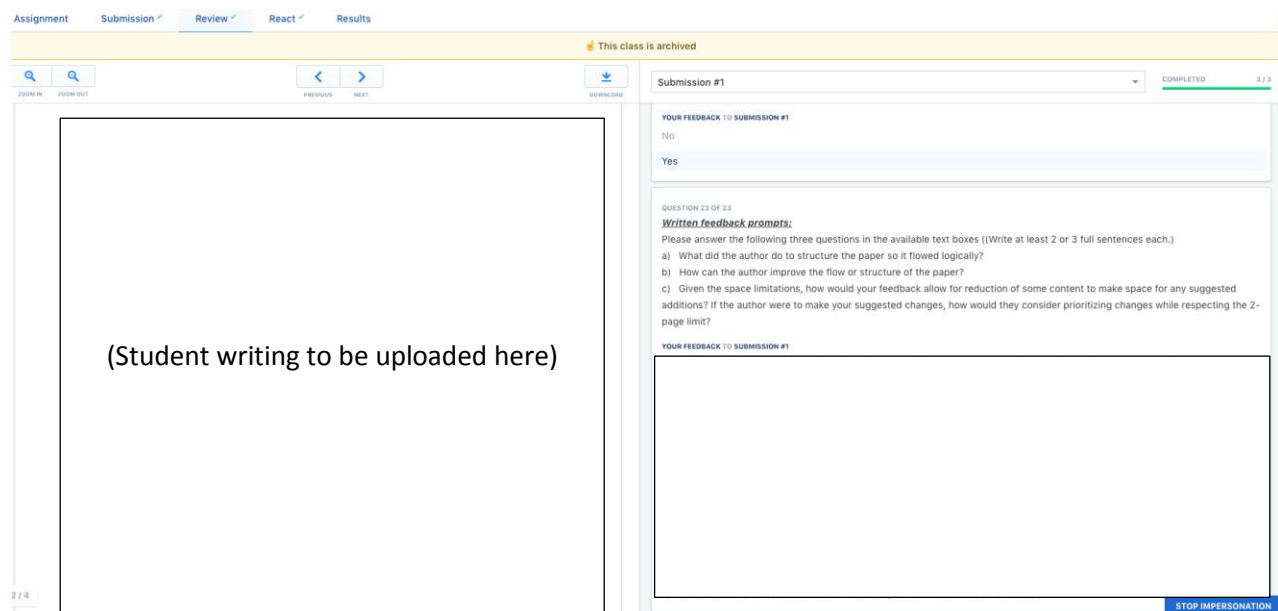 Assignment Submission Review React Results
☝ This class is archived
ZOOM IN ZOOM OUT PREVIOUS NEXT DOWNLOAD
Submission #1
COMPLETED 3 / 3
YOUR FEEDBACK TO SUBMISSION #1
No
Yes
QUESTION 23 OF 23
Written feedback prompts:
Please answer the following three questions in the available text boxes ((Write at least 2 or 3 full sentences each.)
a) What did the author do to structure the paper so it flowed logically?
b) How can the author improve the flow or structure of the paper?
c) Given the space limitations, how would your feedback allow for reduction of some content to make space for any suggested
additions? If the author were to make your suggested changes, how would they consider prioritizing changes while respecting the 2-
page limit?
YOUR FEEDBACK TO SUBMISSION #1
(Student writing to be uploaded here)
2 / 4
STOP IMPERSONATION